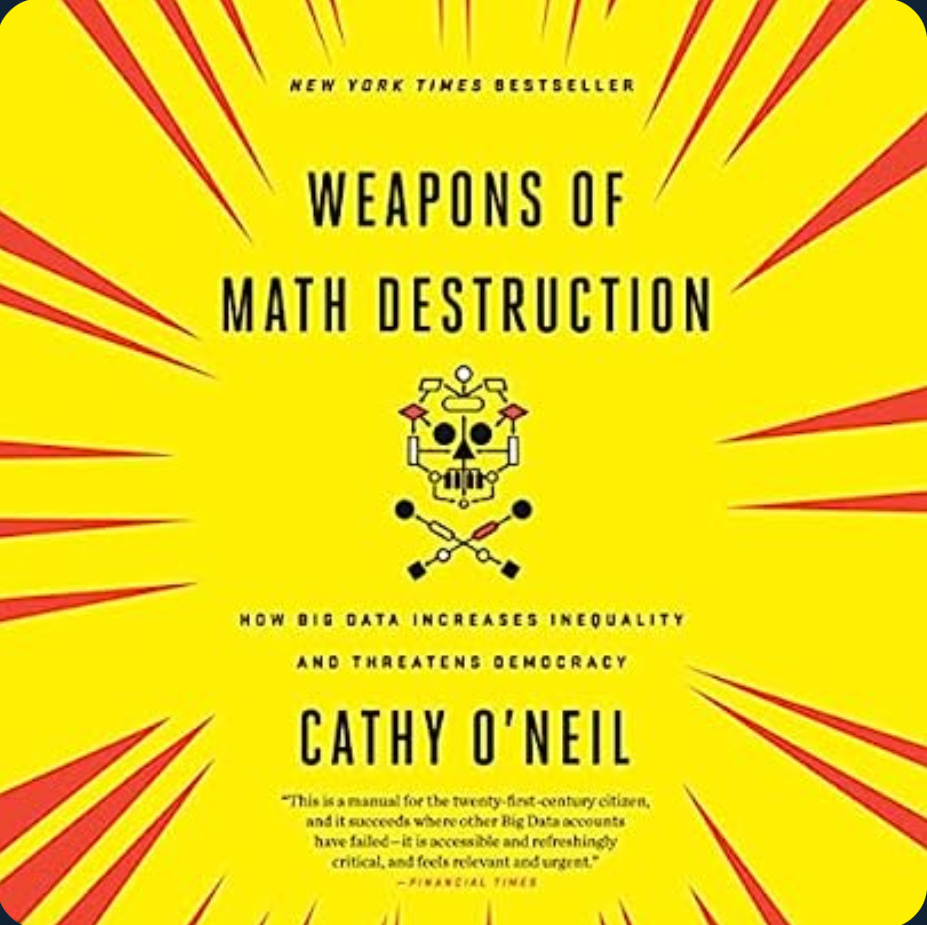 NEW YORK TIMES BESTSELLER
WEAPONS OF
MATH DESTRUCTION
HOW BIG DATA INCREASES INEQUALITY
AND THREATENS DEMOCRACY
CATHY O'NEIL
“This is a manual for the twenty-first-century citizen,
and it succeeds where other Big Data accounts
have failed—it is accessible and refreshingly
critical, and feels relevant and urgent.”
—FINANCIAL TIMES